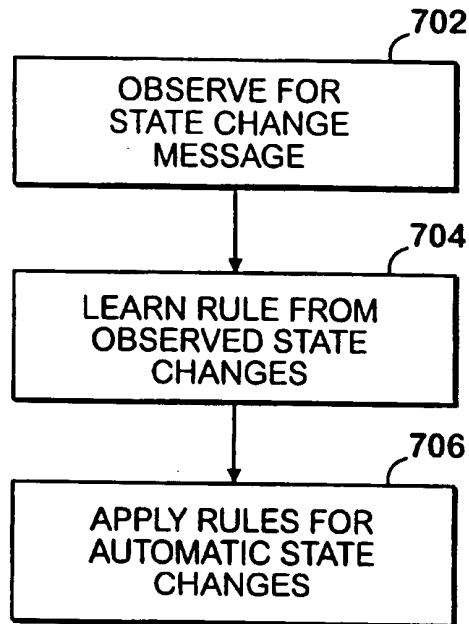 702
OBSERVE FOR
STATE CHANGE
MESSAGE
704
LEARN RULE FROM
OBSERVED STATE
CHANGES
706
APPLY RULES FOR
AUTOMATIC STATE
CHANGES